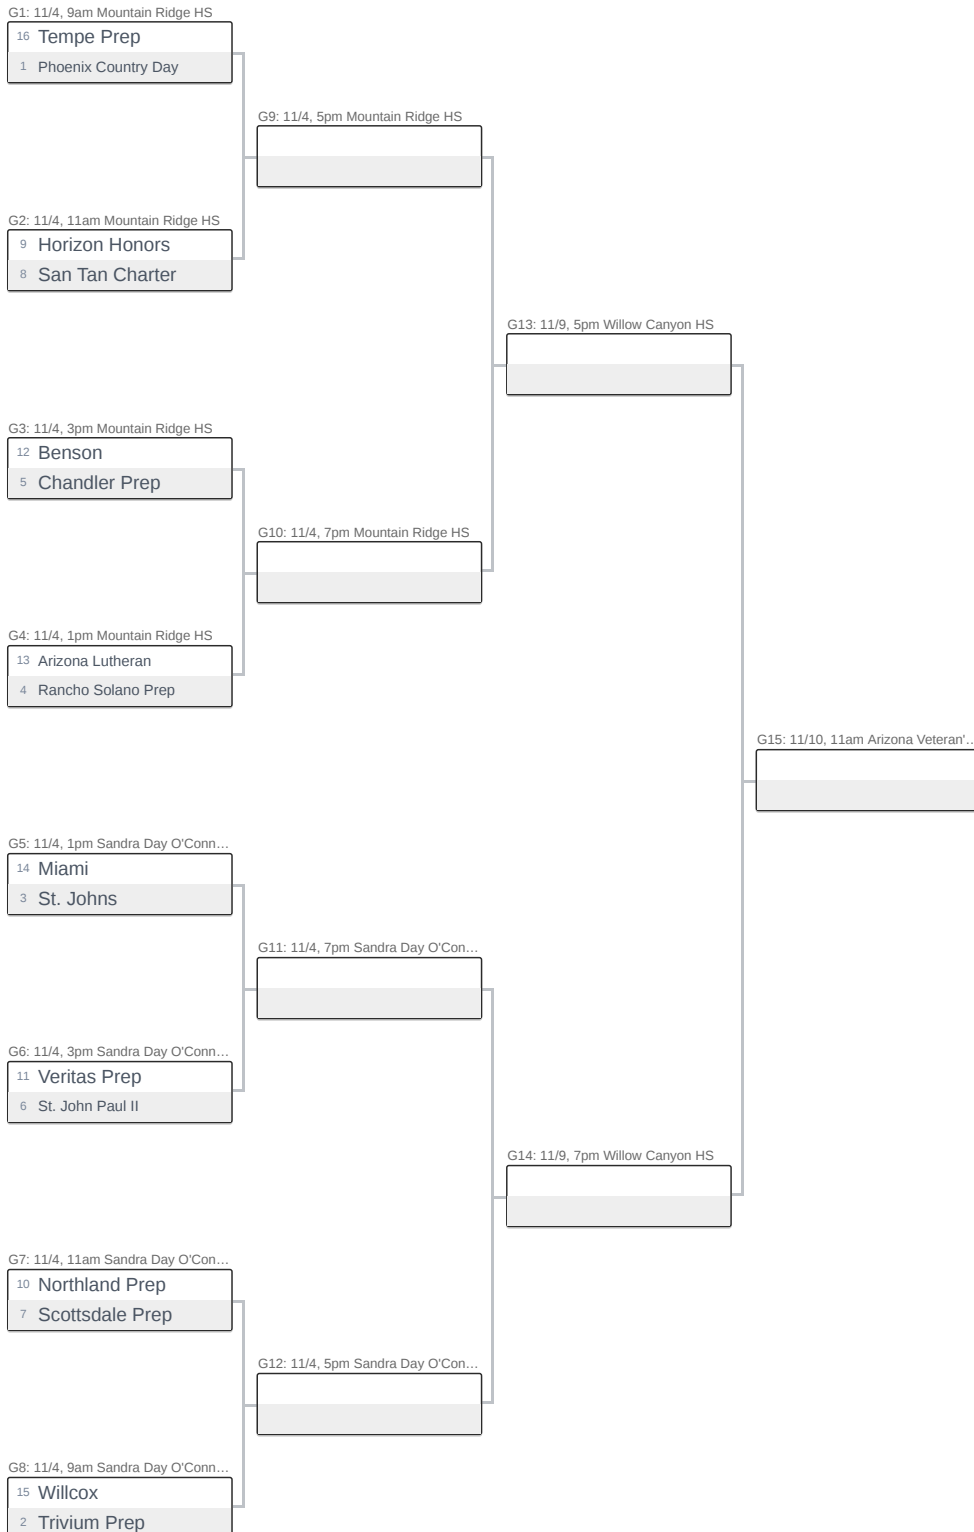 G1: 11/4, 9am Mountain Ridge HS
16 Tempe Prep
1 Phoenix Country Day
G9: 11/4, 5pm Mountain Ridge HS
G2: 11/4, 11am Mountain Ridge HS
9 Horizon Honors
8 San Tan Charter
G13: 11/9, 5pm Willow Canyon HS
G3: 11/4, 3pm Mountain Ridge HS
12 Benson
5 Chandler Prep
G10: 11/4, 7pm Mountain Ridge HS
G4: 11/4, 1pm Mountain Ridge HS
13 Arizona Lutheran
4 Rancho Solano Prep
G15: 11/10, 11am Arizona Veteran'...
G5: 11/4, 1pm Sandra Day O'Conn...
14 Miami
3 St. Johns
G11: 11/4, 7pm Sandra Day O'Con...
G6: 11/4, 3pm Sandra Day O'Conn...
11 Veritas Prep
6 St. John Paul II
G14: 11/9, 7pm Willow Canyon HS
G7: 11/4, 11am Sandra Day O'Con...
10 Northland Prep
7 Scottsdale Prep
G12: 11/4, 5pm Sandra Day O'Con...
G8: 11/4, 9am Sandra Day O'Conn...
15 Willcox
2 Trivium Prep